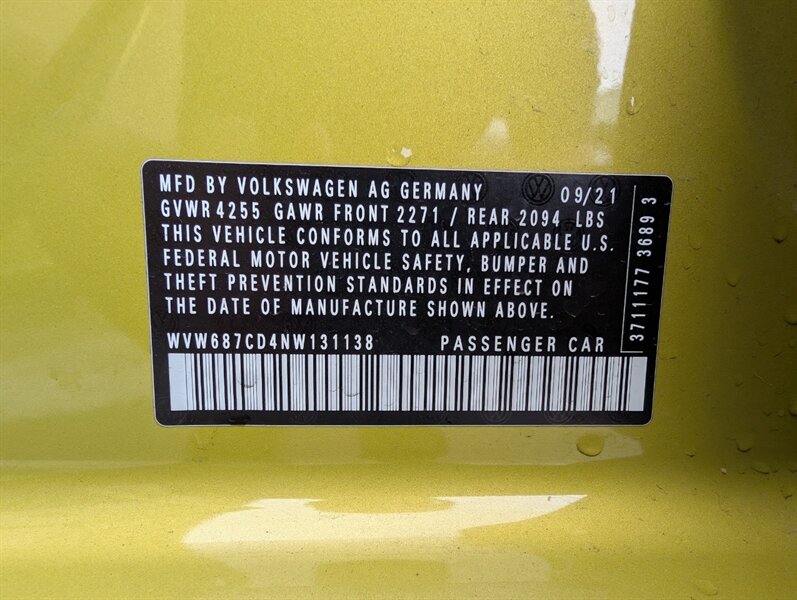 MFD BY VOLKSWAGEN AG GERMANY 09/21
GVWR 4255 GAWR FRONT 2271 / REAR 2094 LBS
THIS VEHICLE CONFORMS TO ALL APPLICABLE U.S.
FEDERAL MOTOR VEHICLE SAFETY, BUMPER AND
THEFT PREVENTION STANDARDS IN EFFECT ON
THE DATE OF MANUFACTURE SHOWN ABOVE.
WVW687CD4NW131138 PASSENGER CAR
3711177 3689 3